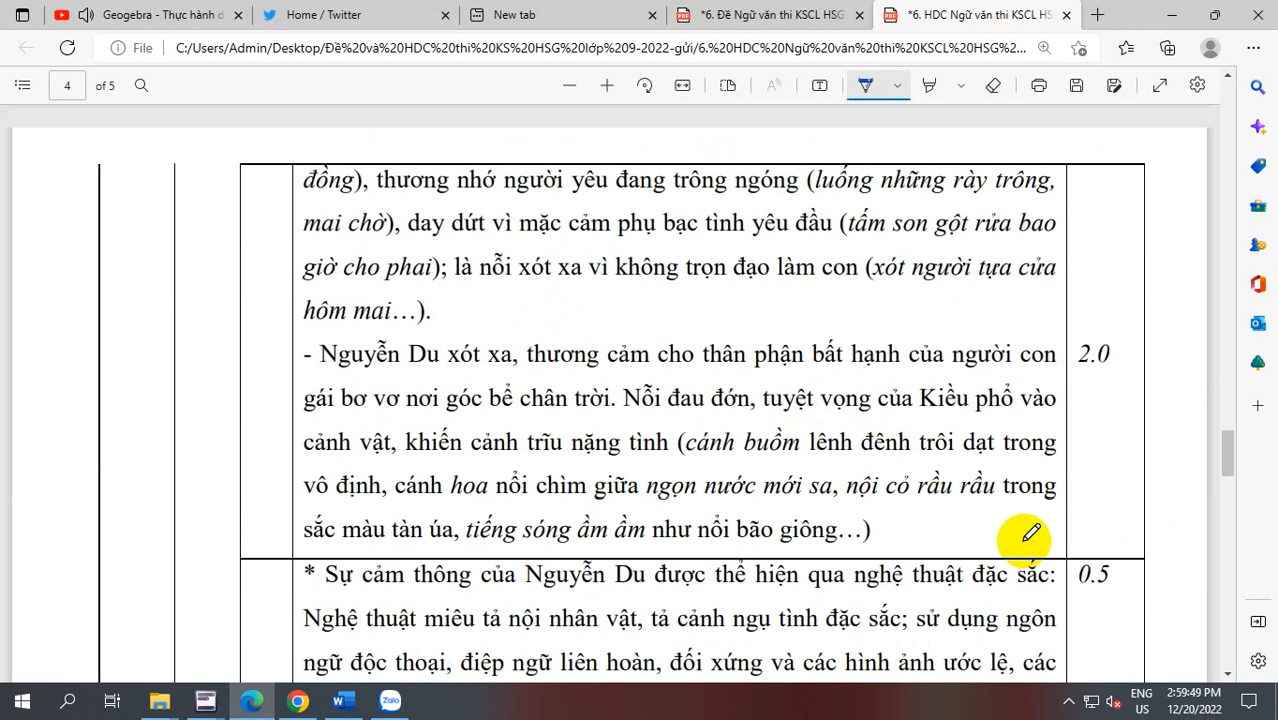 Geogebra - Thực hành d
Home / Twitter
New tab
*6. Đề Ngữ văn thi KSCL HSG
*6. HDC Ngữ văn thi KSCL HS
File
C:/Users/Admin/Desktop/Đề%20và%20HDC%20thi%20KS%20HSG%20lớp%209-2022-gửi/6.%20HDC%20Ngữ%20văn%20thi%20KSCL%20HSG%20...
4 of 5
đồng), thương nhớ người yêu đang trông ngóng (luống những rày trông,
mai chờ), day dứt vì mặc cảm phụ bạc tình yêu đầu (tấm son gột rửa bao
giờ cho phai); là nỗi xót xa vì không trọn đạo làm con (xót người tựa cửa
hôm mai…).
- Nguyễn Du xót xa, thương cảm cho thân phận bất hạnh của người con 2.0
gái bơ vơ nơi góc bể chân trời. Nỗi đau đớn, tuyệt vọng của Kiều phổ vào
cảnh vật, khiến cảnh trĩu nặng tình (cánh buồm lênh đênh trôi dạt trong
vô định, cánh hoa nổi chìm giữa ngọn nước mới sa, nội cỏ rầu rầu trong
sắc màu tàn úa, tiếng sóng ầm ầm như nổi bão giông…)
* Sự cảm thông của Nguyễn Du được thể hiện qua nghệ thuật đặc sắc: 0.5
Nghệ thuật miêu tả nội nhân vật, tả cảnh ngụ tình đặc sắc; sử dụng ngôn
ngữ độc thoại, điệp ngữ liên hoàn, đối xứng và các hình ảnh ước lệ, các
ENG
US
2:59:49 PM
12/20/2022